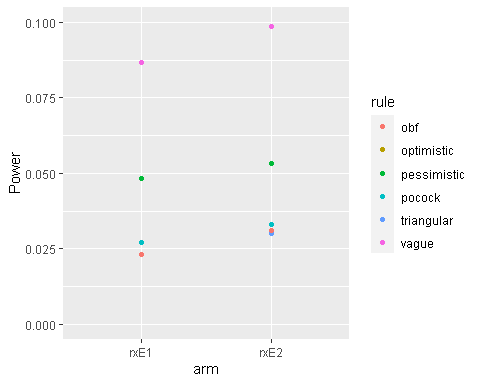 0.100
0.075
0.050
0.025
0.000
Power
rxE1
rxE2
arm
rule
obf
optimistic
pessimistic
pocock
triangular
vague